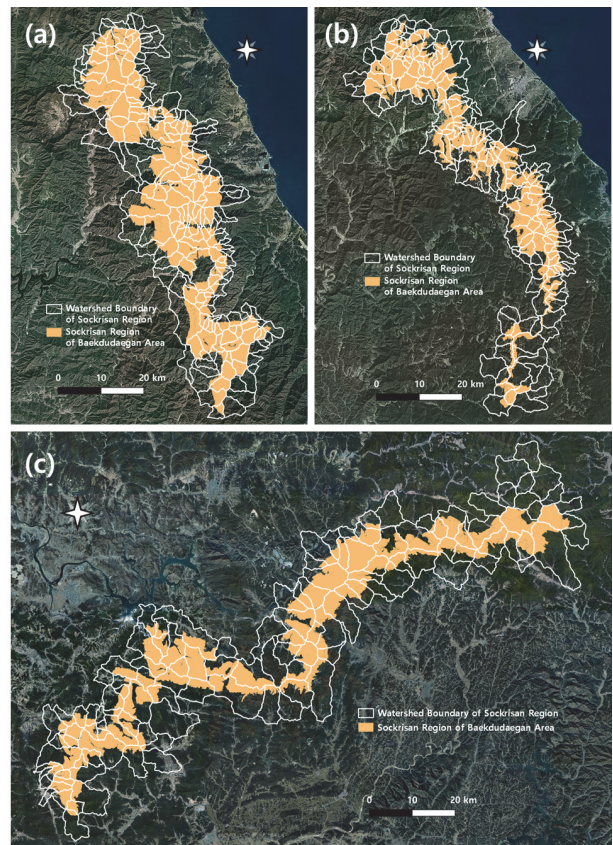 (a)
Watershed Boundary
of Sockrisan Region
Sockrisan Region
of Baekdudaegan Area
0 10 20 km
(b)
Watershed Boundary
of Sockrisan Region
Sockrisan Region
of Baekdudaegan Area
0 10 20 km
(c)
Watershed Boundary of Sockrisan Region
Sockrisan Region of Baekdudaegan Area
0 10 20 km